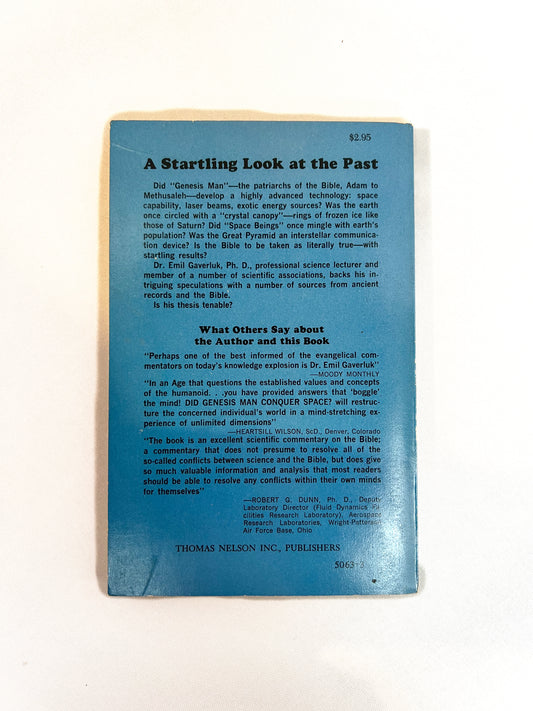 $2.95
A Startling Look at the Past
Did "Genesis Man"—the patriarchs of the Bible, Adam to
Methusaleh—develop a highly advanced technology: space
capability, laser beams, exotic energy sources? Was the earth
once circled with a "crystal canopy"—rings of frozen ice like
those of Saturn? Did "Space Beings" once mingle with earth's
population? Was the Great Pyramid an interstellar communica-
tion device? Is the Bible to be taken as literally true—with
startling results?
Dr. Emil Gaverluk, Ph. D., professional science lecturer and
member of a number of scientific associations, backs his in-
triguing speculations with a number of sources from ancient
records and the Bible.
Is his thesis tenable?
What Others Say about
the Author and this Book
"Perhaps one of the best informed of the evangelical com-
mentators on today's knowledge explosion is Dr. Emil Gaverluk"
—MOODY MONTHLY
"In an Age that questions the established values and concepts
of the humanoid. . .you have provided answers that 'boggle'
the mind! DID GENESIS MAN CONQUER SPACE? will restruc-
ture the concerned individual's world in a mind-stretching ex-
perience of unlimited dimensions"
—HEARTSILL WILSON, ScD., Denver, Colorado
"The book is an excellent scientific commentary on the Bible;
a commentary that does not presume to resolve all of the
so-called conflicts between science and the Bible, but does give
so much valuable information and analysis that most readers
should be able to resolve any conflicts within their own minds
for themselves"
—ROBERT G. DUNN, Ph. D., Deputy
Laboratory Director (Fluid Dynamics Fa-
cilities Research Laboratory), Aerospace
Research Laboratories, Wright-Patterson
Air Force Base, Ohio
THOMAS NELSON INC., PUBLISHERS
5063-3